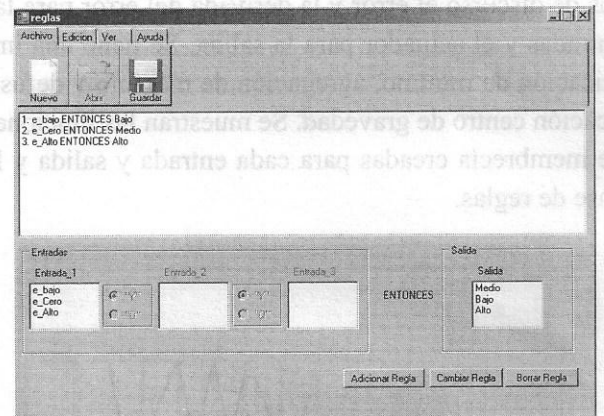 reglas
Archivo Edicion Ver Ayuda
Nuevo Abrir Guardar
1. e_bajo ENTONCES Bajo
2. e_Cero ENTONCES Medio
3. e_Alto ENTONCES Alto
Entradas
Salida
Entrada_1 Entrada_2 Entrada_3 Salida
e_bajo
e_Cero
e_Alto
"Y"
"O"
"Y"
"O"
ENTONCES
Medio
Bajo
Alto
Adicionar Regla Cambiar Regla Borrar Regla